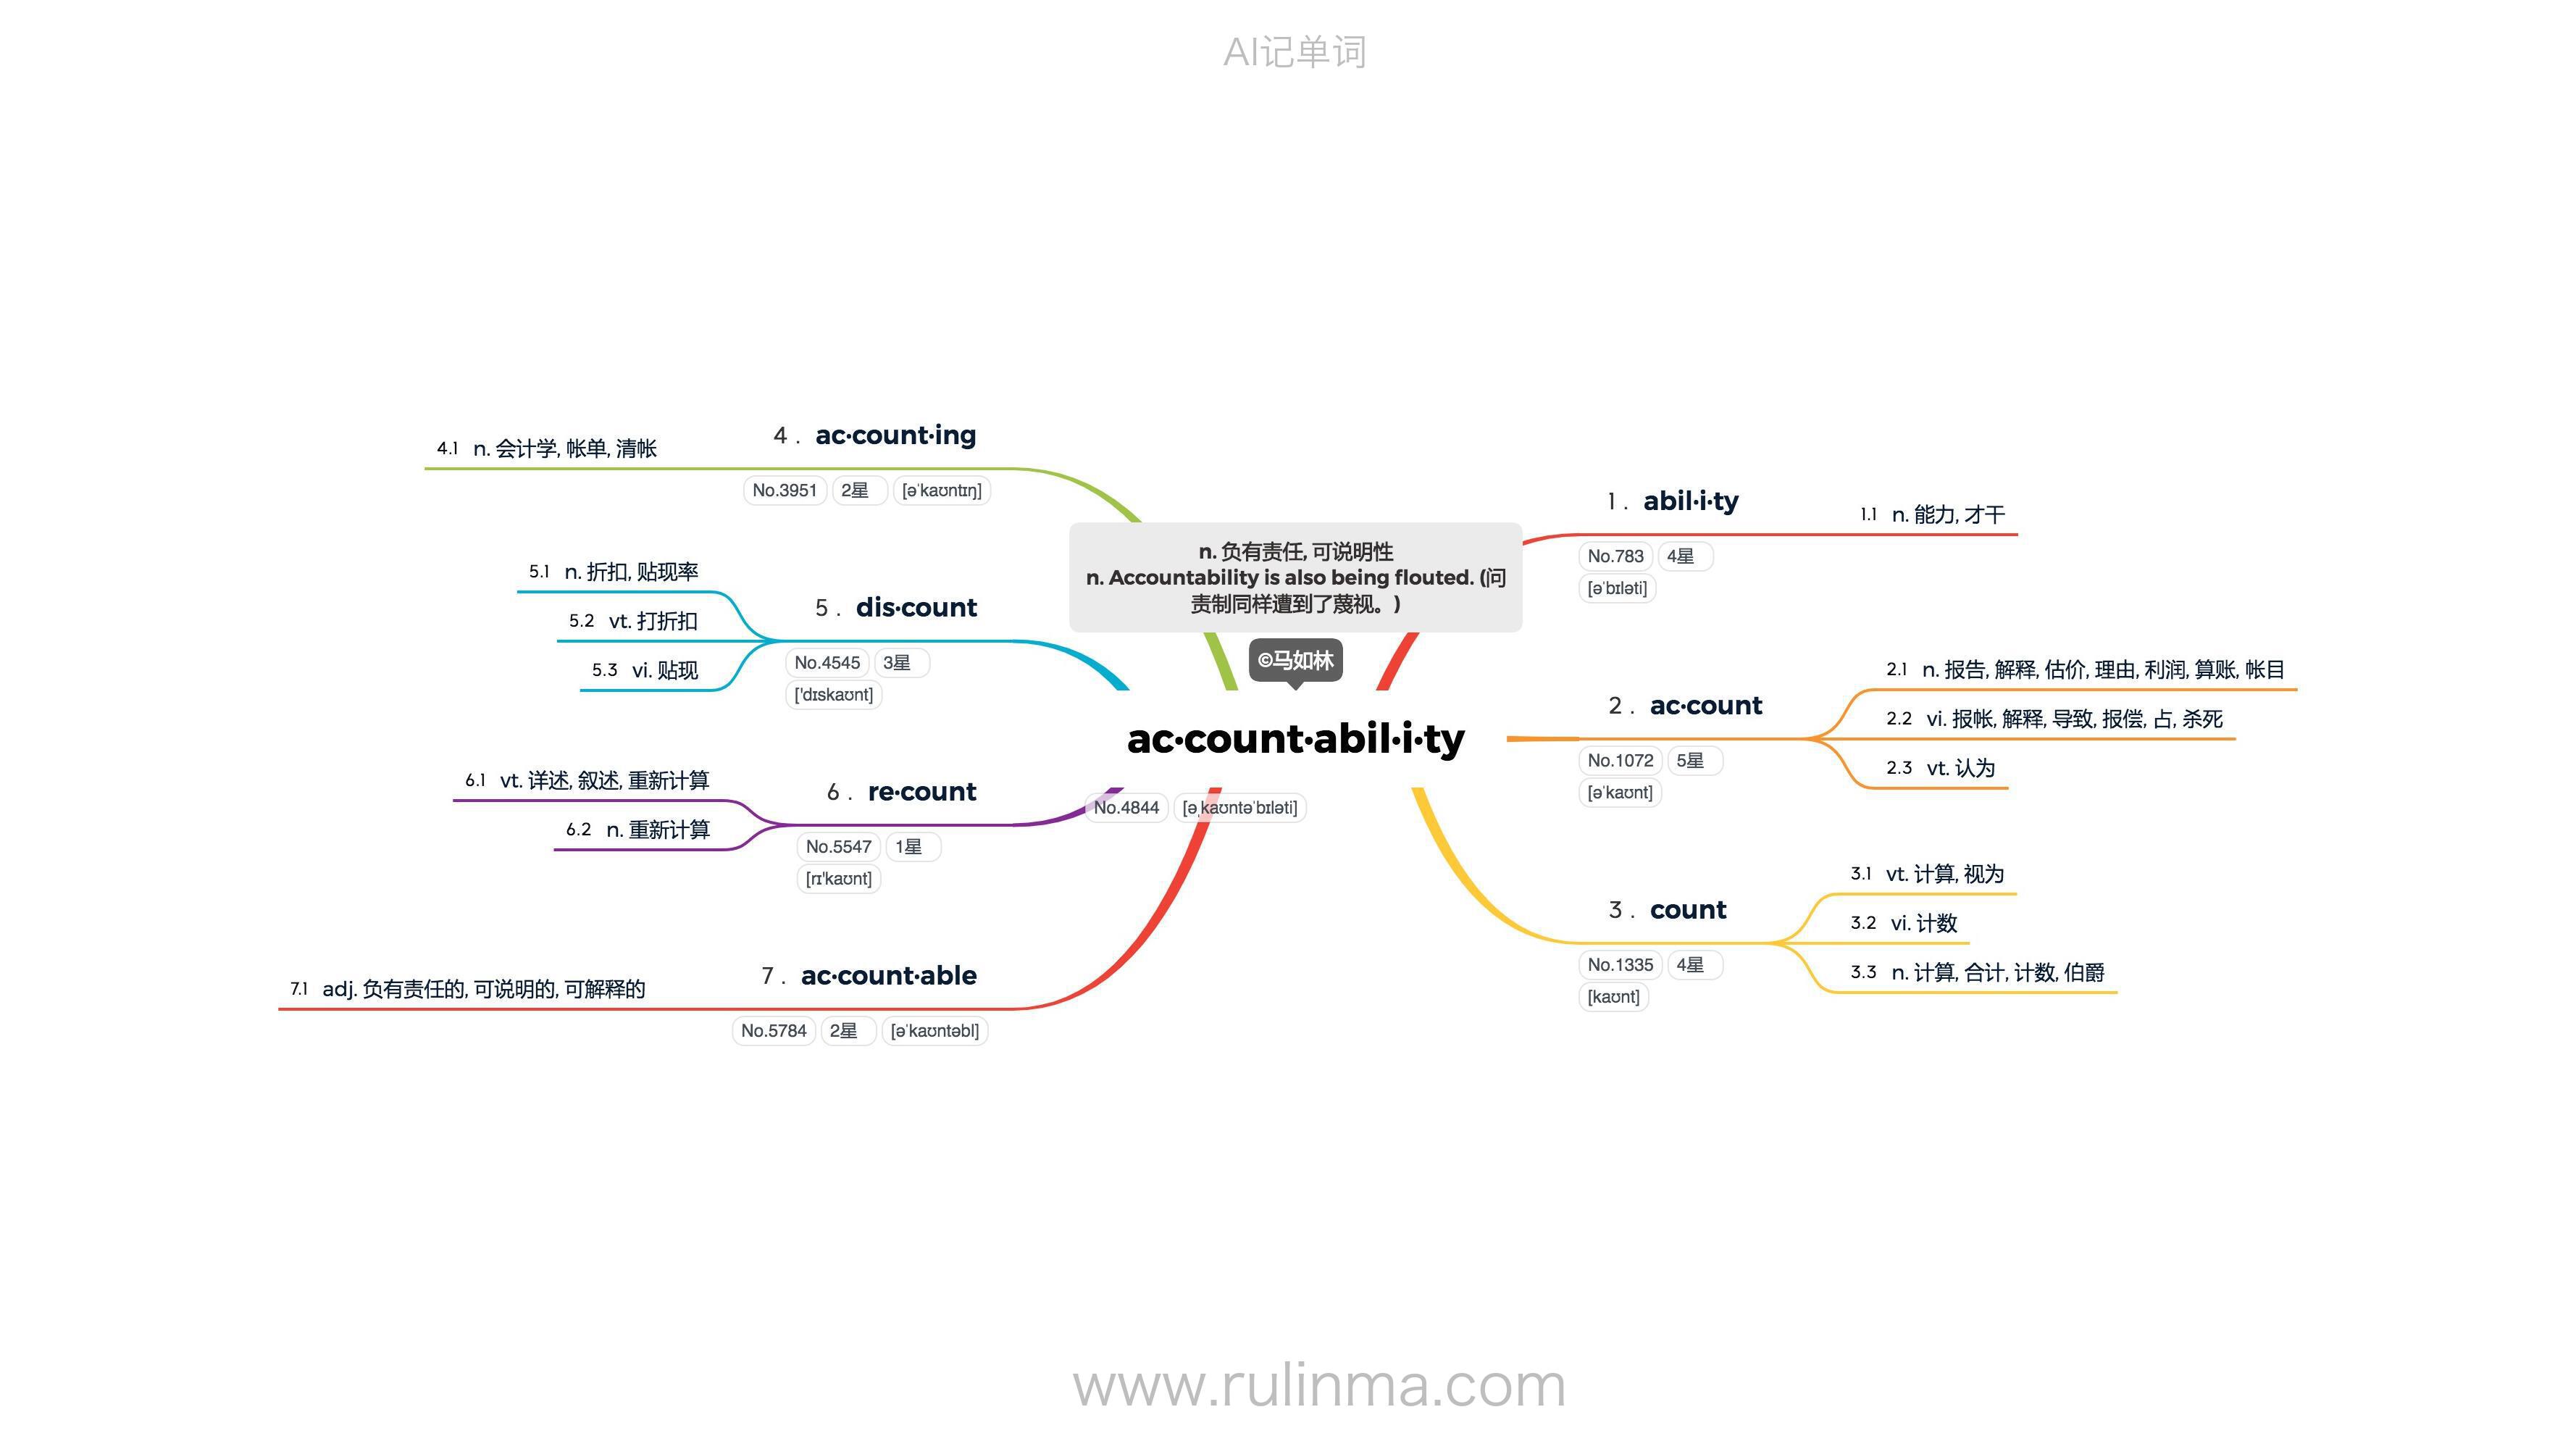 AI记单词
n. 负有责任, 可说明性
n. Accountability is also being flouted. (问
责制同样遭到了蔑视。)
©马如林
ac·count·abil·i·ty
No.4844 [əˌkaʊntə'bɪləti]
1 . abil·i·ty
No.783 4星
[ə'bɪləti]
1.1 n. 能力, 才干
2 . ac·count
No.1072 5星
[ə'kaʊnt]
2.1 n. 报告, 解释, 估价, 理由, 利润, 算账, 帐目
2.2 vi. 报帐, 解释, 导致, 报偿, 占, 杀死
2.3 vt. 认为
3 . count
No.1335 4星
[kaʊnt]
3.1 vt. 计算, 视为
3.2 vi. 计数
3.3 n. 计算, 合计, 计数, 伯爵
4 . ac·count·ing
No.3951 2星 [ə'kaʊntɪŋ]
4.1 n. 会计学, 帐单, 清帐
5 . dis·count
No.4545 3星
['dɪskaʊnt]
5.1 n. 折扣, 贴现率
5.2 vt. 打折扣
5.3 vi. 贴现
6 . re·count
No.5547 1星
[rɪ'kaʊnt]
6.1 vt. 详述, 叙述, 重新计算
6.2 n. 重新计算
7 . ac·count·able
No.5784 2星 [ə'kaʊntəbl]
7.1 adj. 负有责任的, 可说明的, 可解释的
www.rulinma.com